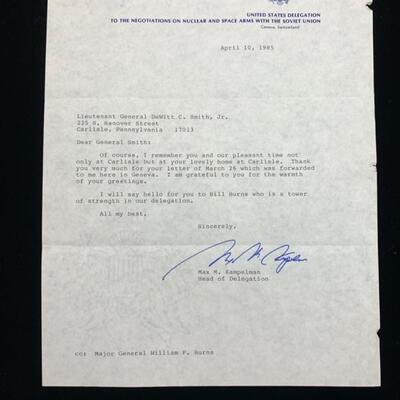 UNITED STATES DELEGATION
TO THE NEGOTIATIONS ON NUCLEAR AND SPACE ARMS WITH THE SOVIET UNION
Geneva, Switzerland
April 10, 1985
Lieutenant General DeWitt C. Smith, Jr.
225 S. Hanover Street
Carlisle, Pennsylvania 17013
Dear General Smith:
Of course, I remember you and our pleasant time not
only at Carlisle but at your lovely home at Carlisle. Thank
you very much for your letter of March 26 which was forwarded
to me here in Geneva. I am grateful to you for the warmth
of your greetings.
I will say hello for you to Bill Burns who is a tower
of strength in our delegation.
All my best.
Sincerely,
Max M. Kampelman
Max M. Kampelman
Head of Delegation
cc: Major General William F. Burns